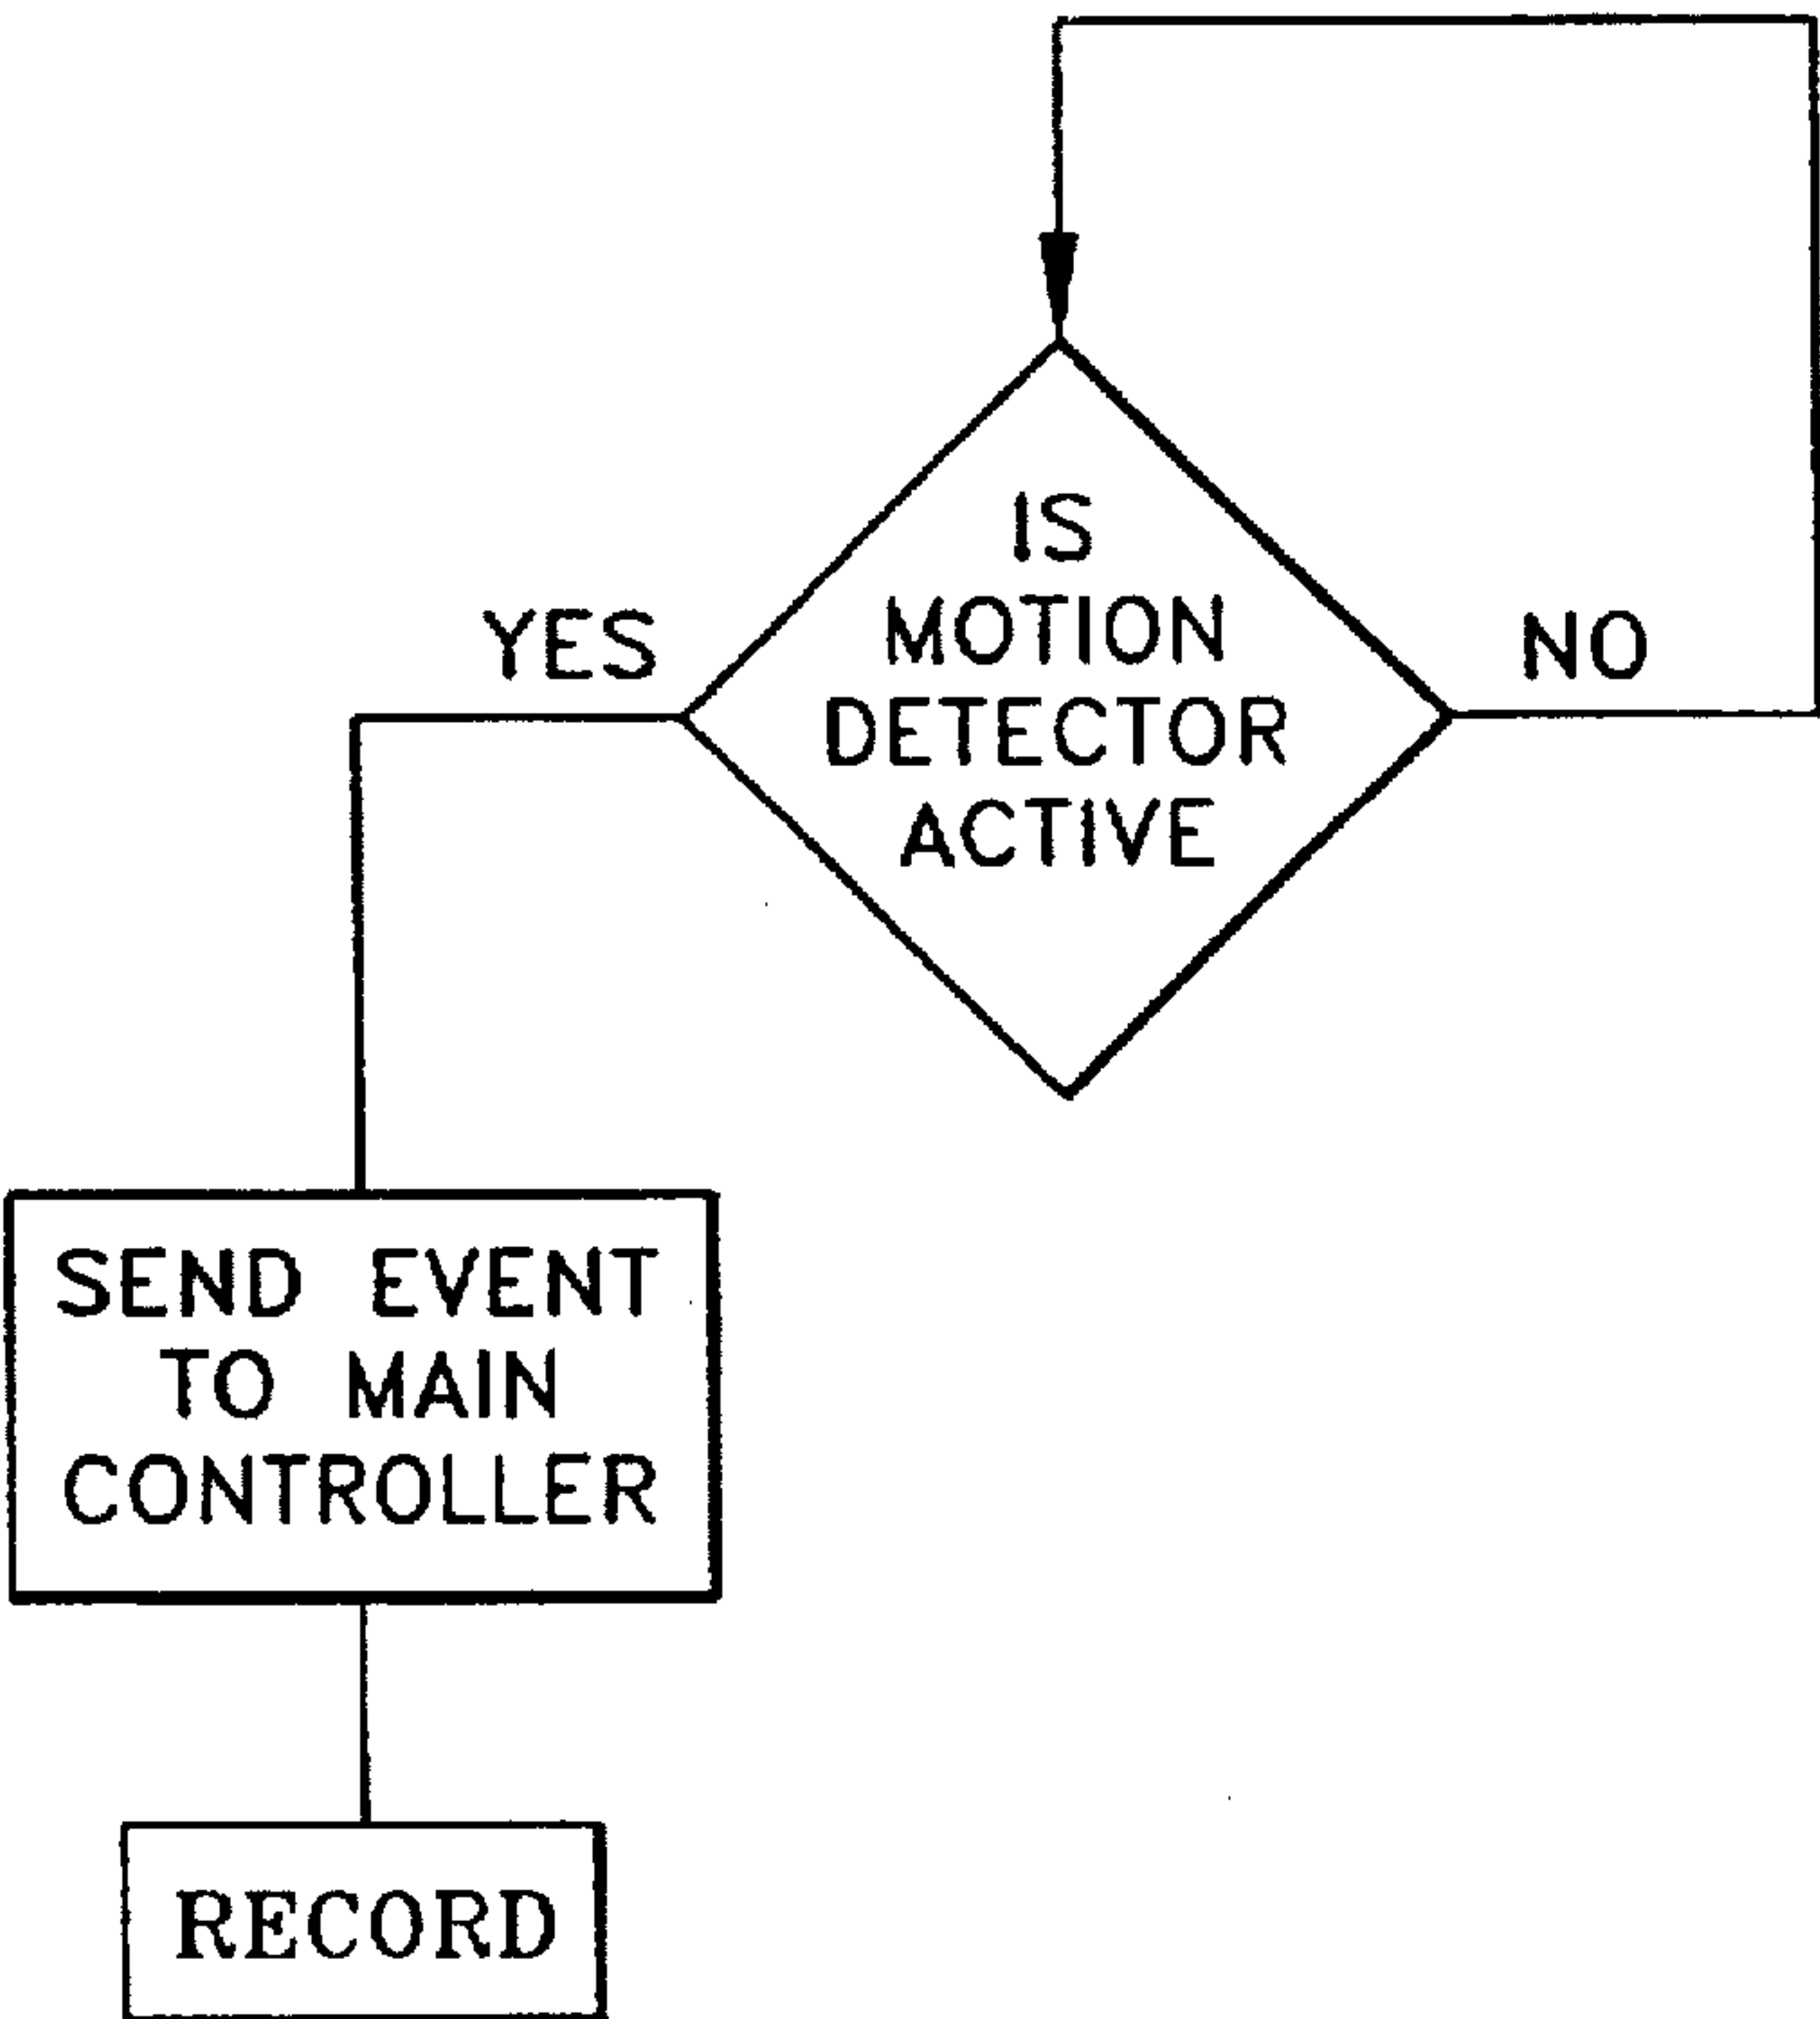 IS
MOTION
DETECTOR
ACTIVE
YES
NO
SEND EVENT
TO MAIN
CONTROLLER
RECORD